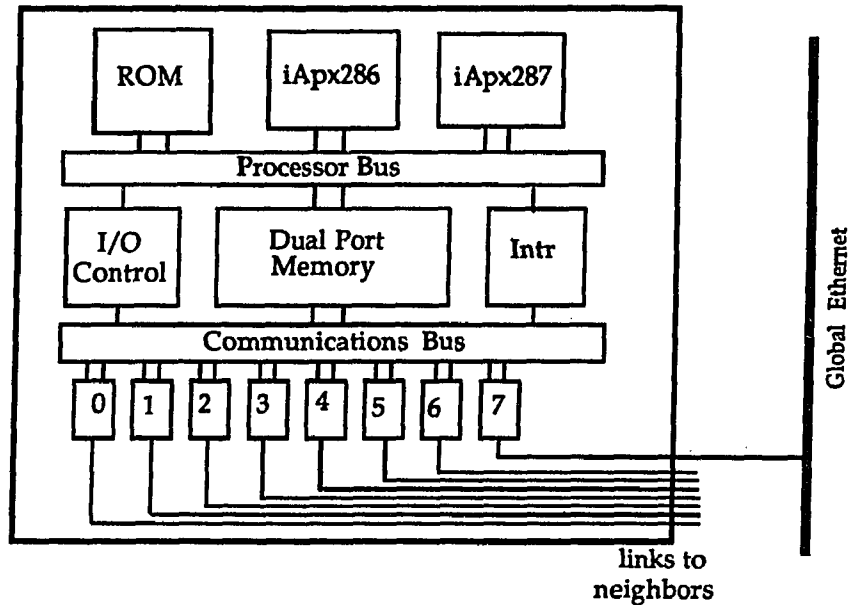 ROM
iApx286
iApx287
Processor Bus
I/O
Control
Dual Port
Memory
Intr
Communications Bus
0
1
2
3
4
5
6
7
Global Ethernet
links to
neighbors